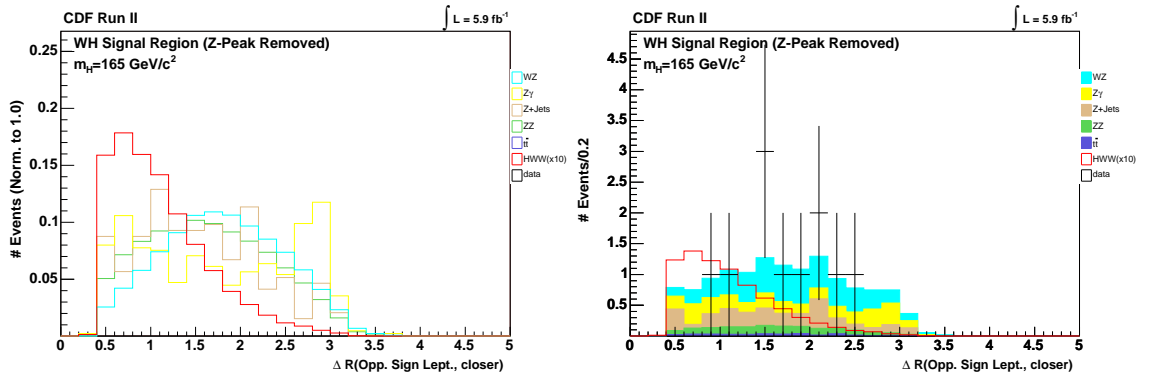 CDF Run II
∫ L = 5.9 fb⁻¹
WH Signal Region (Z-Peak Removed)
m_H=165 GeV/c²
# Events (Norm. to 1.0)
0.25
0.2
0.15
0.1
0.05
0 0.5 1 1.5 2 2.5 3 3.5 4 4.5 5
Δ R(Opp. Sign Lept., closer)
WZ
Zγ
Z+Jets
ZZ
tt̄
HWW(x10)
data
CDF Run II
∫ L = 5.9 fb⁻¹
WH Signal Region (Z-Peak Removed)
m_H=165 GeV/c²
# Events/0.2
4.5
4
3.5
3
2.5
2
1.5
1
0.5
0
0 0.5 1 1.5 2 2.5 3 3.5 4 4.5 5
Δ R(Opp. Sign Lept., closer)
WZ
Zγ
Z+Jets
ZZ
tt̄
HWW(x10)
data